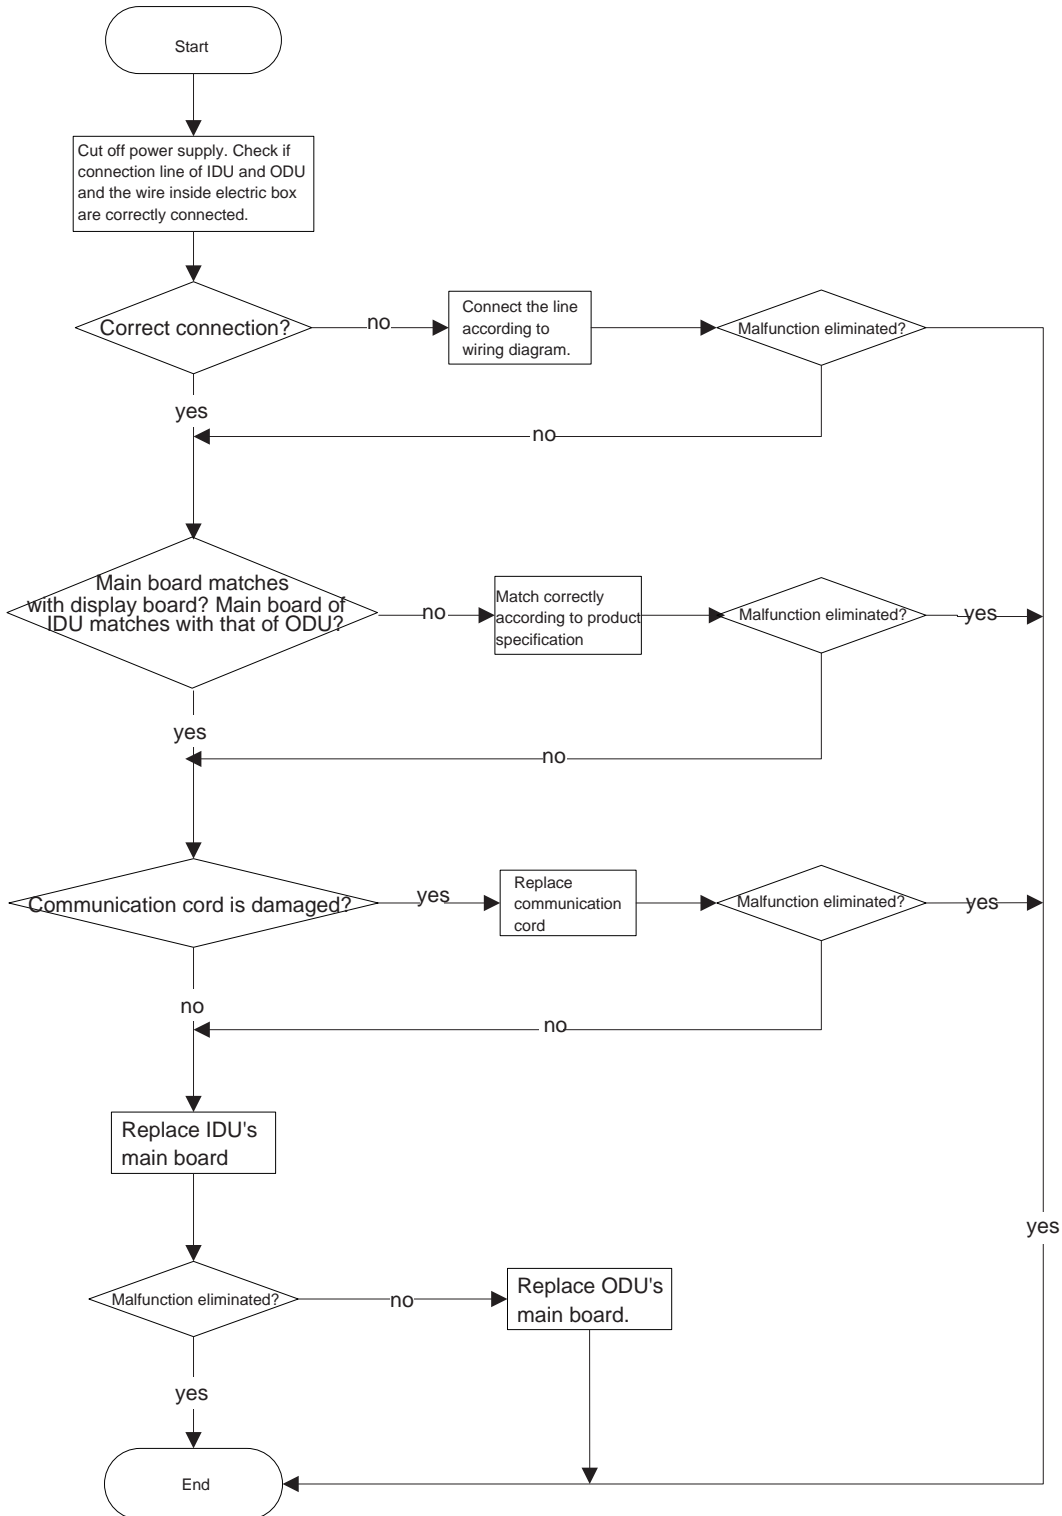 Start
Cut off power supply. Check if
connection line of IDU and ODU
and the wire inside electric box
are correctly connected.
Correct connection?
no
Connect the line
according to
wiring diagram.
Malfunction eliminated?
yes
no
Main board matches
with display board? Main board of
IDU matches with that of ODU?
no
Match correctly
according to product
specification
Malfunction eliminated?
yes
yes
no
Communication cord is damaged?
yes
Replace
communication
cord
Malfunction eliminated?
yes
no
no
Replace IDU's
main board
yes
Malfunction eliminated?
no
Replace ODU's
main board.
yes
End